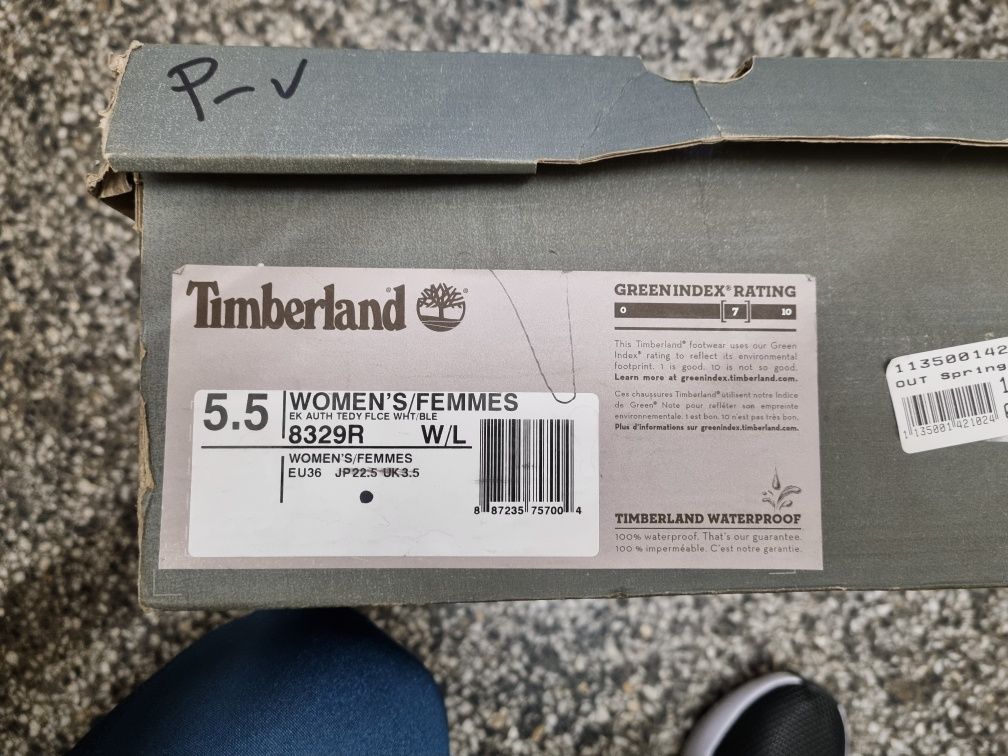 P-v
Timberland®
5.5
WOMEN'S/FEMMES
EK AUTH TEDY FLCE WHT/BLE
8329R W/L
WOMEN'S/FEMMES
EU36 JP22.5 UK3.5
8 87235 75700 4
GREEN INDEX® RATING
0 7 10
This Timberland® footwear uses our Green
Index® rating to reflect its environmental
footprint. 1 is good. 10 is not so good.
Learn more at greenindex.timberland.com.
Ces chaussures Timberland® utilisent notre Indice
de Green® Note pour refléter son empreinte
environnementale. 1 est bon. 10 n'est pas très bon.
Plus d'informations sur greenindex.timberland.com.
TIMBERLAND WATERPROOF
100% waterproof. That's our guarantee.
100 % imperméable. C'est notre garantie.
113500142
OUT Spring
1 135001 421024